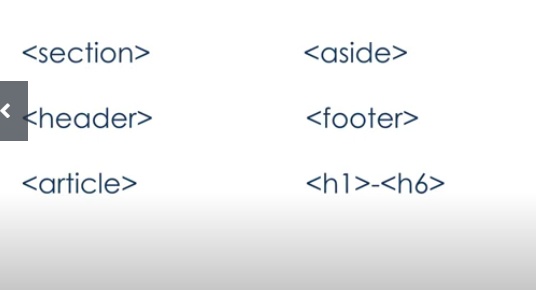 <section> <aside>
<header> <footer>
<article> <h1>-<h6>